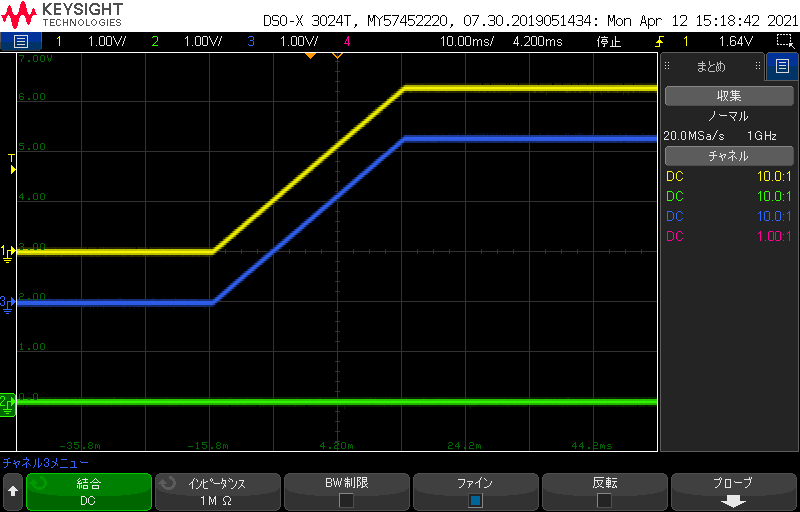 KEYSIGHT
TECHNOLOGIES
DSO-X 3024T, MY57452220, 07.30.2019051434: Mon Apr 12 15:18:42 2021
1 1.00V/ 2 1.00V/ 3 1.00V/ 4 10.00ms/ 4.200ms 停止 1 1.64V
7.00V
6.00
5.00
T
4.00
1 3.00
3 2.00
1.00
2 0.0
-35.8m -15.8m 4.20m 24.2m 44.2ms
まとめ
収集
ノーマル
20.0MSa/s 1GHz
チャネル
DC 10.0:1
DC 10.0:1
DC 10.0:1
DC 1.00:1
チャネル3メニュー
結合
DC
インピータンス
1M Ω
BW制限
ファイン
反転
プローブ